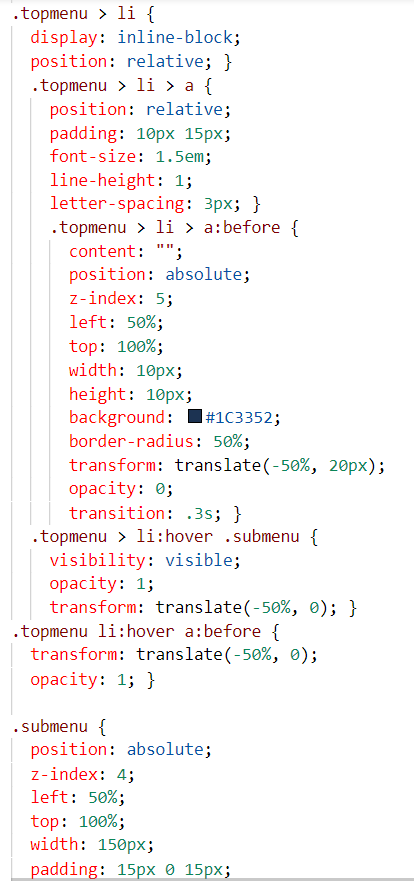 .topmenu > li {
display: inline-block;
position: relative; }
.topmenu > li > a {
position: relative;
padding: 10px 15px;
font-size: 1.5em;
line-height: 1;
letter-spacing: 3px; }
.topmenu > li > a:before {
content: "";
position: absolute;
z-index: 5;
left: 50%;
top: 100%;
width: 10px;
height: 10px;
background: #1C3352;
border-radius: 50%;
transform: translate(-50%, 20px);
opacity: 0;
transition: .3s; }
.topmenu > li:hover .submenu {
visibility: visible;
opacity: 1;
transform: translate(-50%, 0); }
.topmenu li:hover a:before {
transform: translate(-50%, 0);
opacity: 1; }
.submenu {
position: absolute;
z-index: 4;
left: 50%;
top: 100%;
width: 150px;
padding: 15px 0 15px;